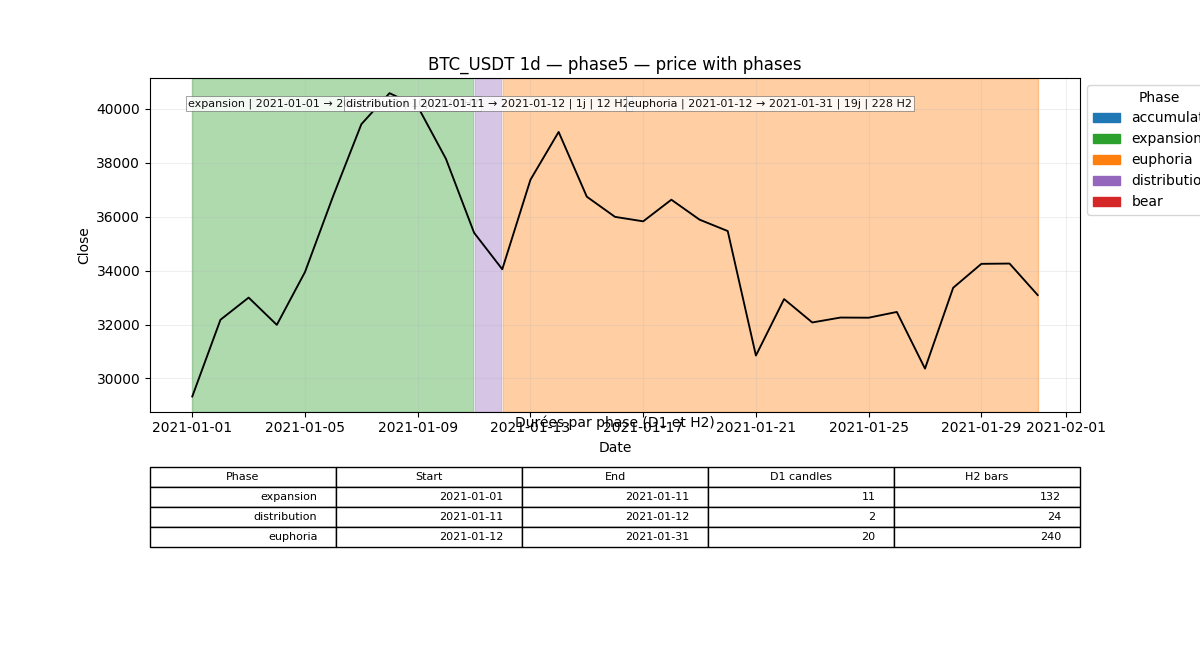 BTC_USDT 1d — phase5 — price with phases
40000
38000
36000
34000
32000
30000
Close
expansion | 2021-01-01 → 2
distribution | 2021-01-11 → 2021-01-12 | 1j | 12 H2
euphoria | 2021-01-12 → 2021-01-31 | 19j | 228 H2
Phase
accumulat
expansion
euphoria
distributio
bear
2021-01-01 2021-01-05 2021-01-09 2021-01-13 2021-01-17 2021-01-21 2021-01-25 2021-01-29 2021-02-01
Durées par phase (D1 et H2)
Date
Phase Start End D1 candles H2 bars
expansion 2021-01-01 2021-01-11 11 132
distribution 2021-01-11 2021-01-12 2 24
euphoria 2021-01-12 2021-01-31 20 240